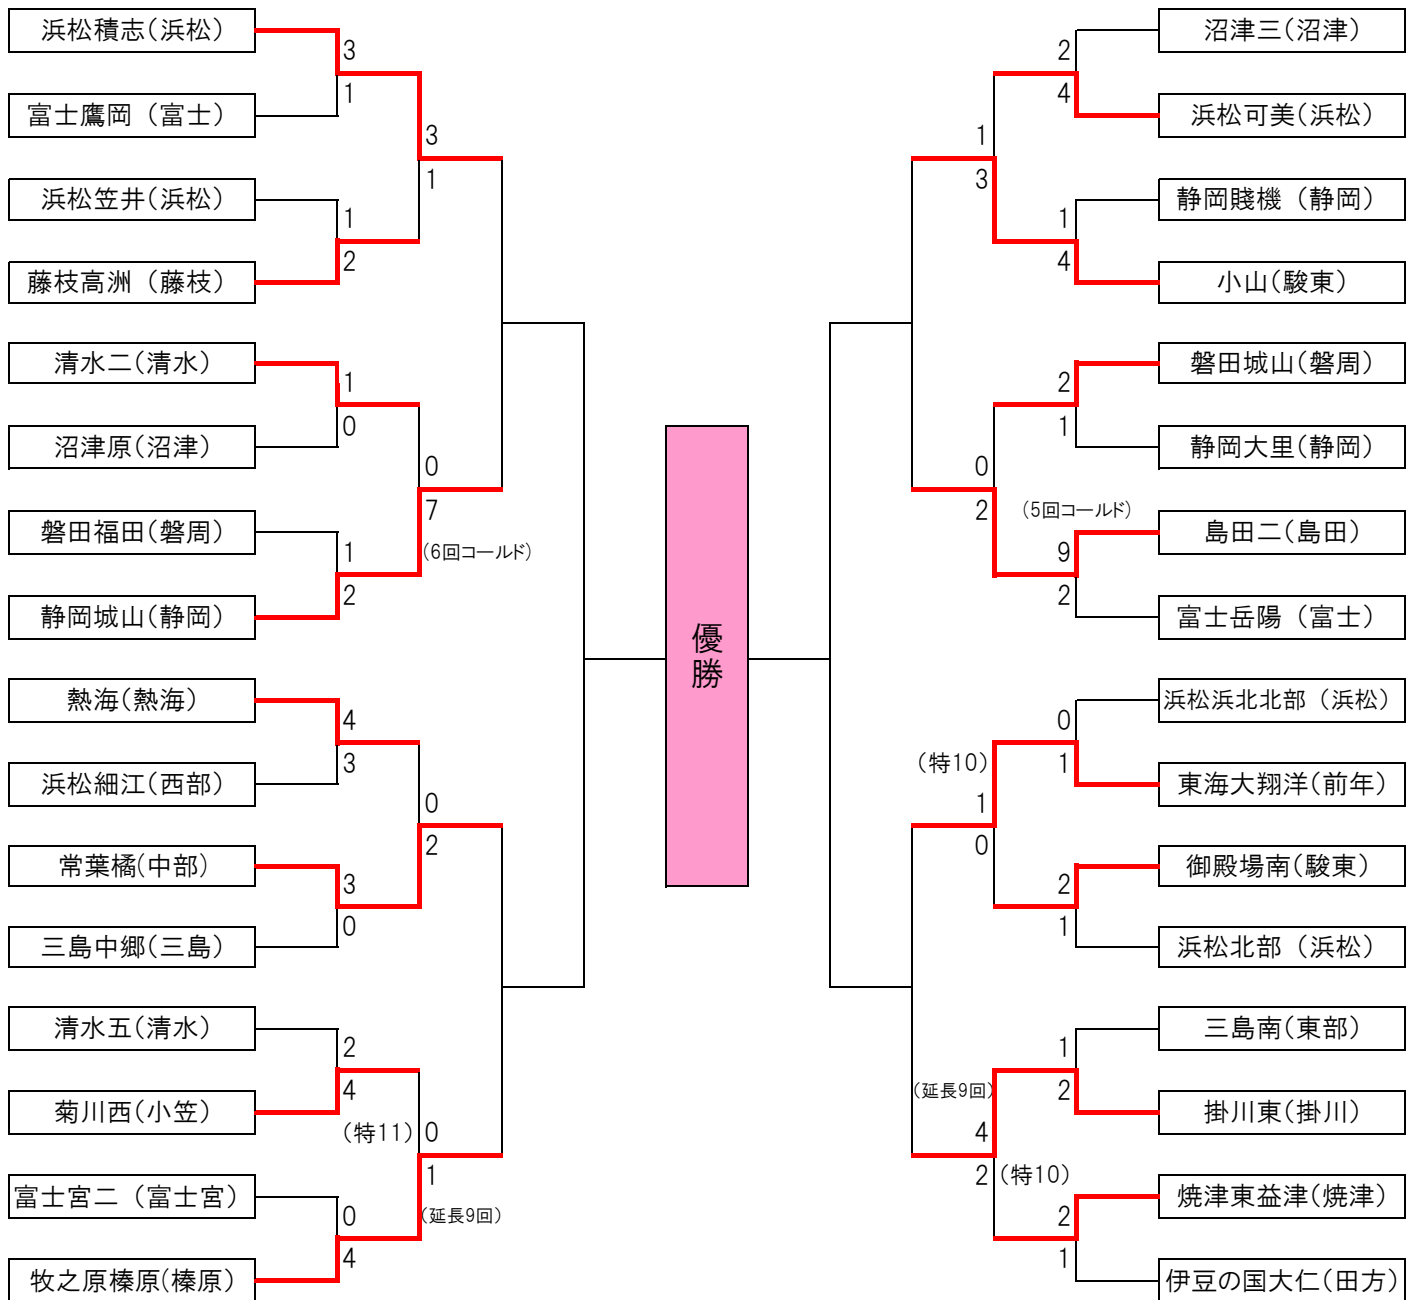 浜松積志(浜松)
3
1
富士鷹岡（富士）
3
1
浜松笠井(浜松)
1
2
藤枝高洲（藤枝）
清水二(清水)
1
0
沼津原(沼津)
0
7
(6回コールド)
磐田福田(磐周)
1
2
静岡城山(静岡)
熱海(熱海)
4
3
浜松細江(西部)
0
2
常葉橘(中部)
3
0
三島中郷(三島)
清水五(清水)
2
4
菊川西(小笠)
(特11)
0
1
(延長9回)
富士宮二（富士宮）
0
4
牧之原榛原(榛原)
優勝
沼津三(沼津)
2
4
浜松可美(浜松)
1
3
静岡賤機（静岡）
1
4
小山(駿東)
磐田城山(磐周)
2
1
静岡大里(静岡)
0
2
(5回コールド)
島田二(島田)
9
2
富士岳陽（富士）
浜松浜北北部（浜松）
0
1
東海大翔洋(前年)
(特10)
1
0
御殿場南(駿東)
2
1
浜松北部（浜松）
三島南(東部)
1
2
掛川東(掛川)
(延長9回)
4
2
(特10)
焼津東益津(焼津)
2
1
伊豆の国大仁(田方)